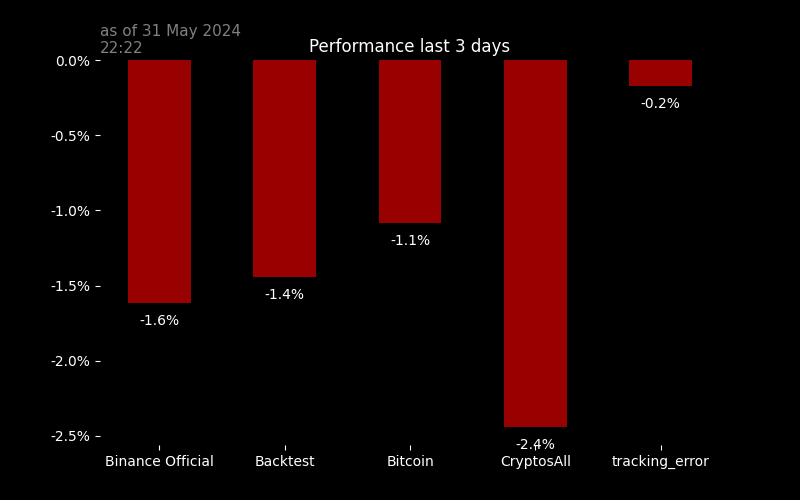 as of 31 May 2024
22:22
Performance last 3 days
0.0%
-0.5%
-1.0%
-1.5%
-2.0%
-2.5%
-1.6%
-1.4%
-1.1%
-2.4%
-0.2%
Binance Official
Backtest
Bitcoin
CryptosAll
tracking_error